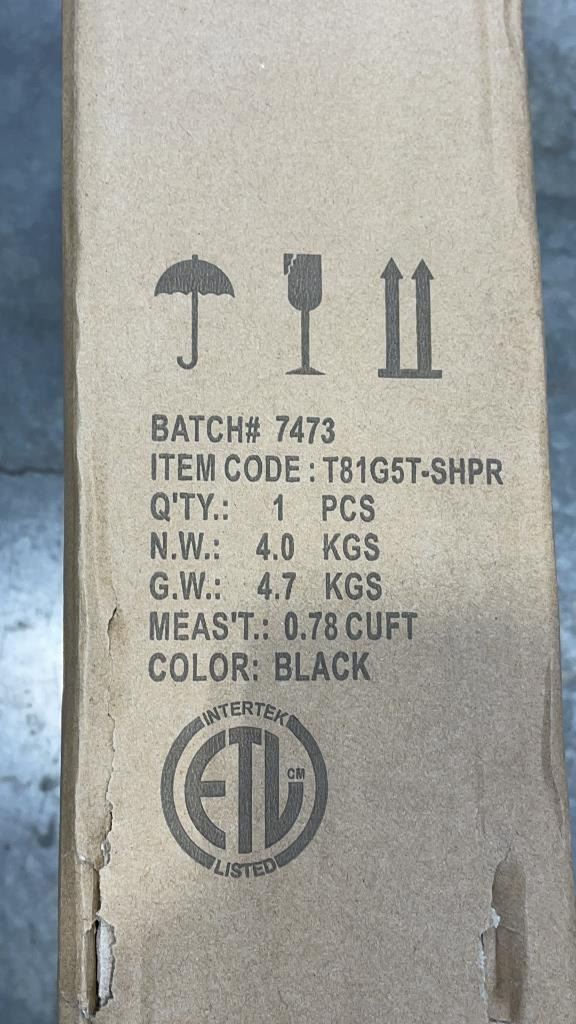 BATCH# 7473
ITEM CODE : T81G5T-SHPR
Q'TY.: 1 PCS
N.W.: 4.0 KGS
G.W.: 4.7 KGS
MEAS'T.: 0.78 CUFT
COLOR: BLACK
INTERTEK
ETL CM
LISTED